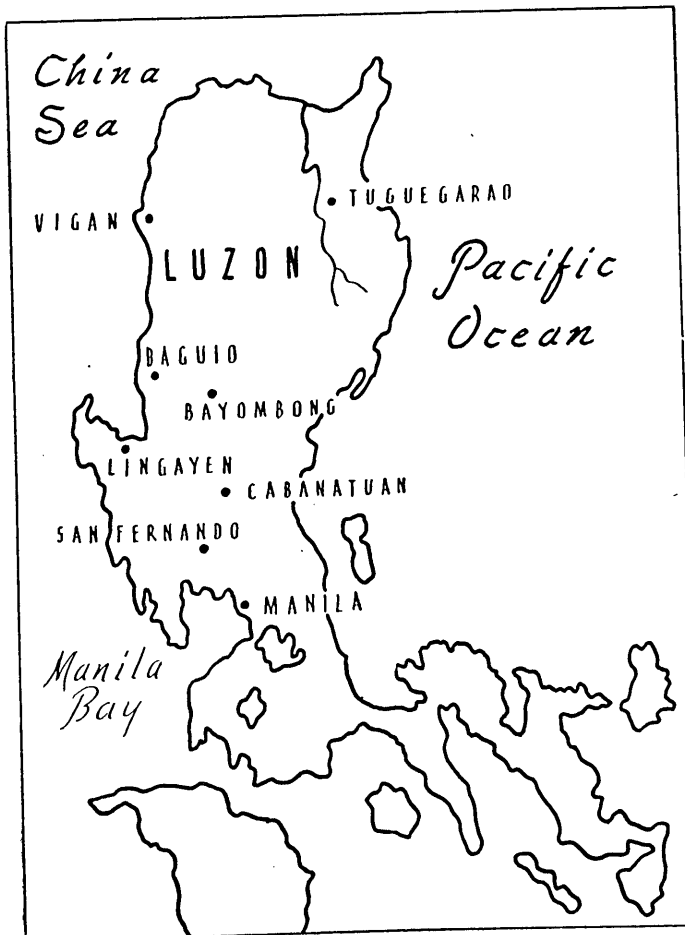 China
Sea
TUGUEGARAO
VIGAN
LUZON
Pacific
Ocean
BAGUIO
BAYOMBONG
LINGAYEN
CABANATUAN
SAN FERNANDO
MANILA
Manila
Bay